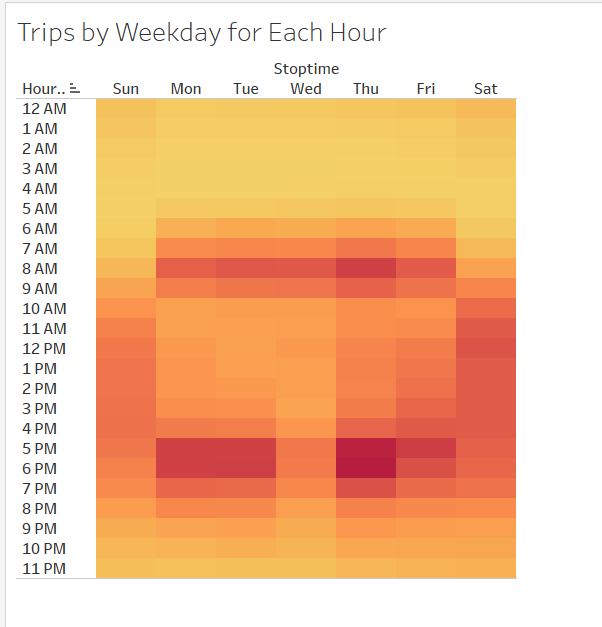 Trips by Weekday for Each Hour
Stoptime
Hour.. Sun Mon Tue Wed Thu Fri Sat
12 AM
1 AM
2 AM
3 AM
4 AM
5 AM
6 AM
7 AM
8 AM
9 AM
10 AM
11 AM
12 PM
1 PM
2 PM
3 PM
4 PM
5 PM
6 PM
7 PM
8 PM
9 PM
10 PM
11 PM